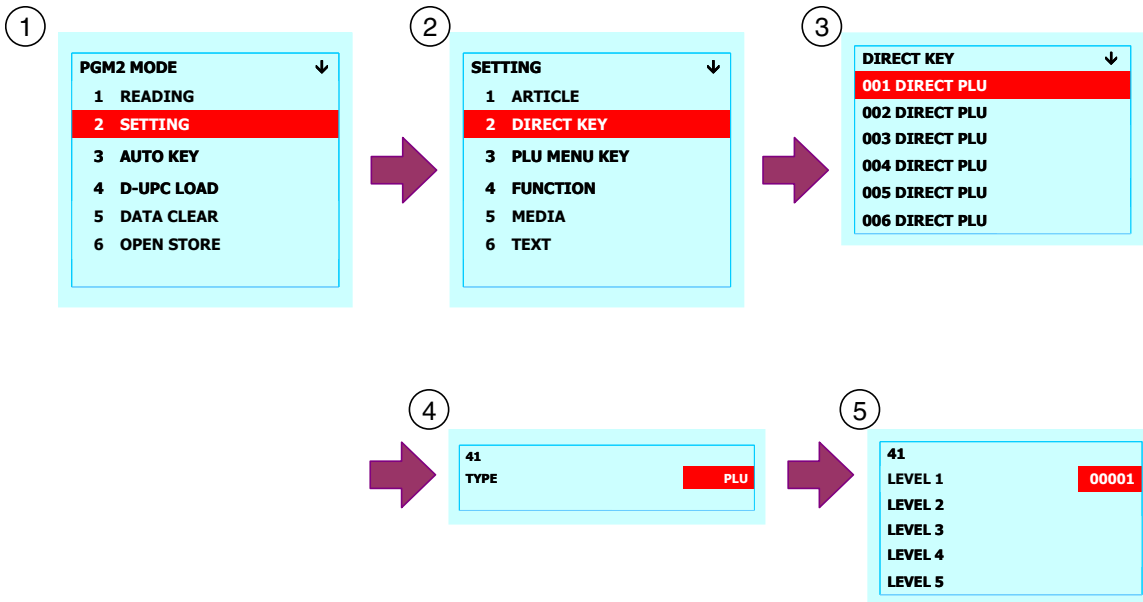 1
PGM2 MODE ↓
1 READING
2 SETTING
3 AUTO KEY
4 D-UPC LOAD
5 DATA CLEAR
6 OPEN STORE
2
SETTING ↓
1 ARTICLE
2 DIRECT KEY
3 PLU MENU KEY
4 FUNCTION
5 MEDIA
6 TEXT
3
DIRECT KEY ↓
001 DIRECT PLU
002 DIRECT PLU
003 DIRECT PLU
004 DIRECT PLU
005 DIRECT PLU
006 DIRECT PLU
4
41
TYPE PLU
5
41
LEVEL 1 00001
LEVEL 2
LEVEL 3
LEVEL 4
LEVEL 5